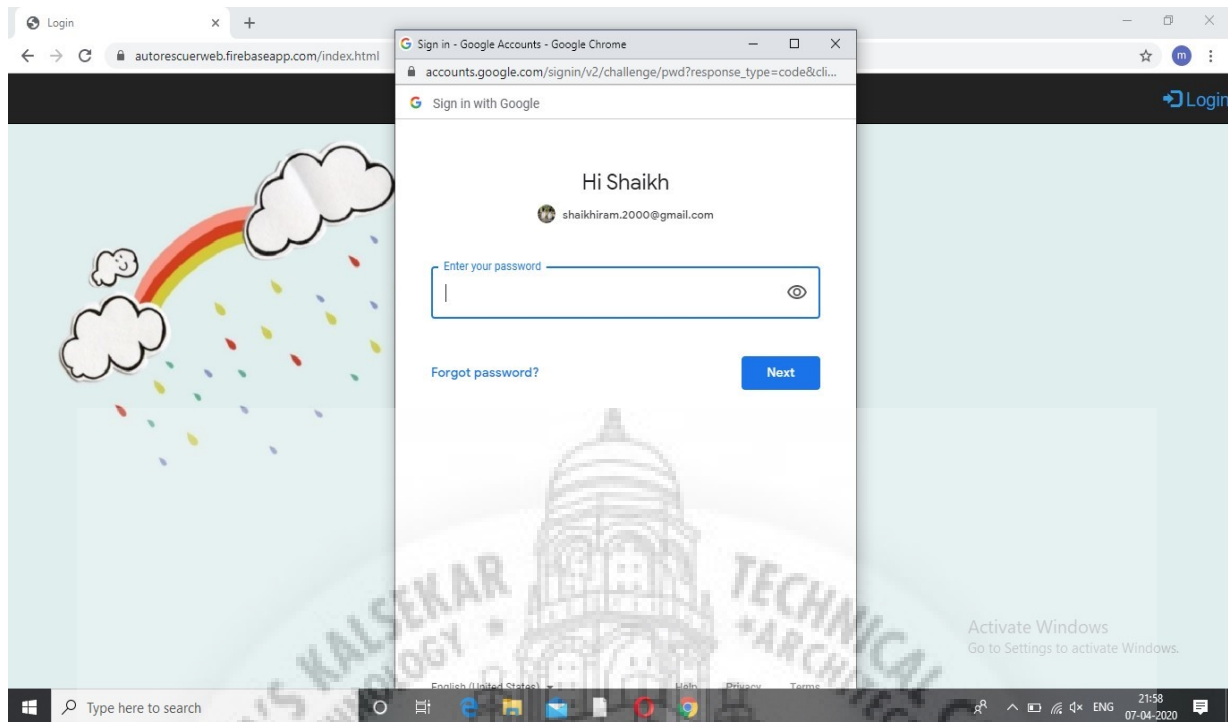 Login
Sign in - Google Accounts - Google Chrome
autorescuerweb.firebaseapp.com/index.html
m
accounts.google.com/signin/v2/challenge/pwd?response_type=code&cli...
Sign in with Google
Login
Hi Shaikh
shaikhiram.2000@gmail.com
Enter your password
Forgot password?
Next
KALSEKAR TECHNICAL
ARCH
Activate Windows
Go to Settings to activate Windows.
English (United States)
Help
Privacy
Terms
Type here to search
ENG
21:58
07-04-2020